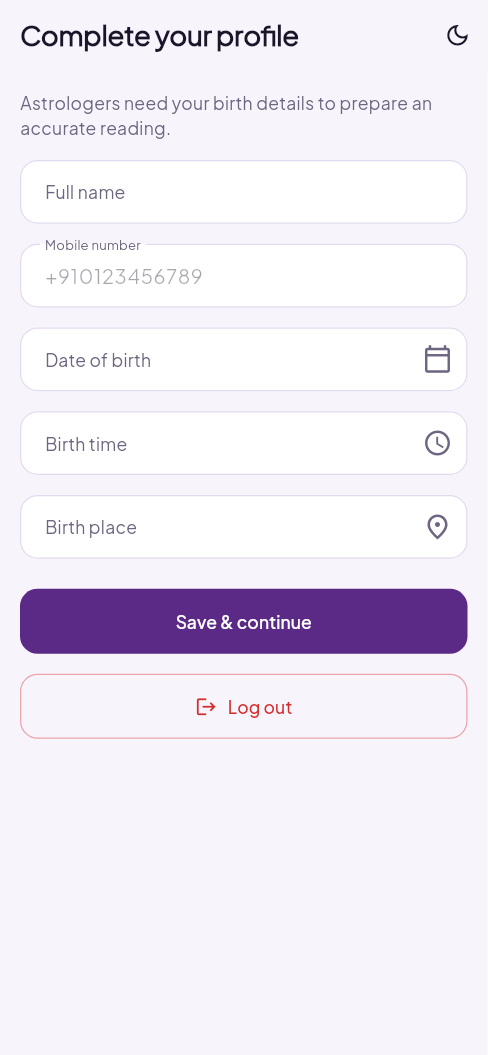 Complete your profile
Astrologers need your birth details to prepare an
accurate reading.
Full name
Mobile number
+910123456789
Date of birth
Birth time
Birth place
Save & continue
Log out